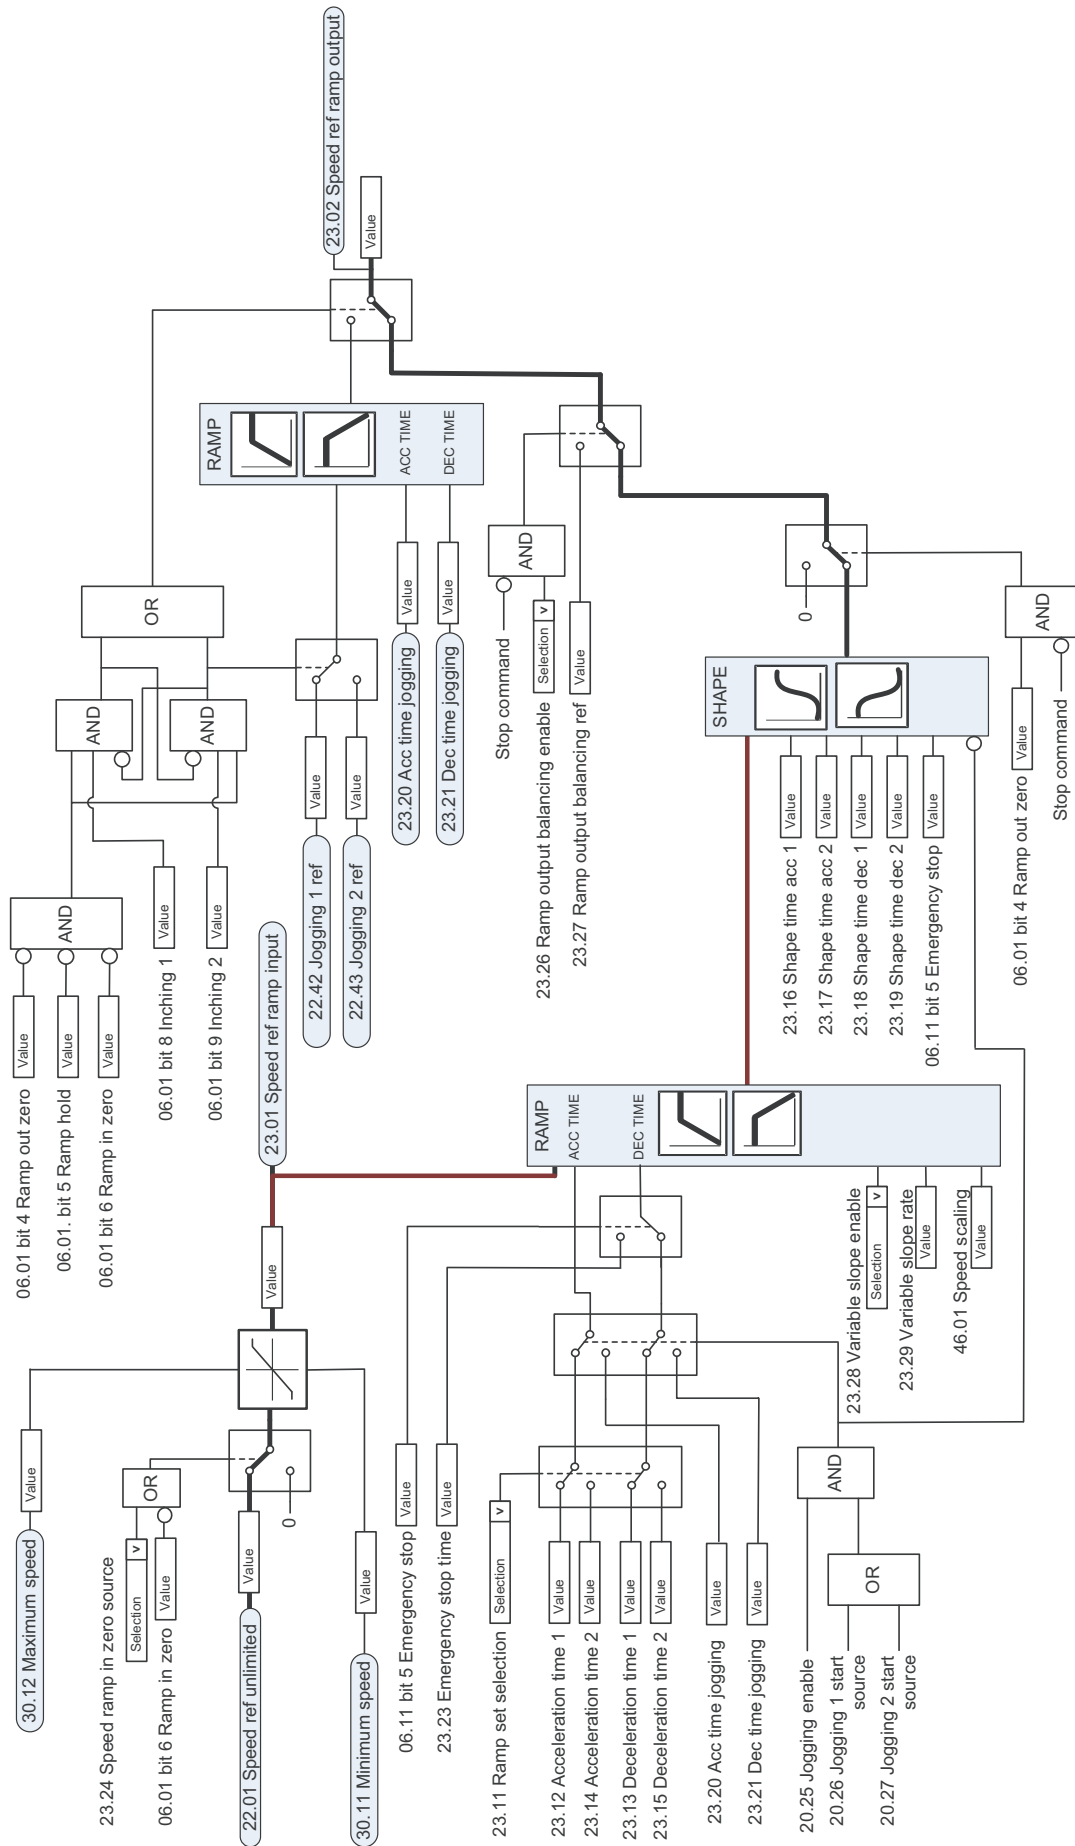 30.12 Maximum speed
Value
23.24 Speed ramp in zero source
Selection
v
06.01 bit 6 Ramp in zero
Value
OR
22.01 Speed ref unlimited
Value
0
30.11 Minimum speed
Value
Value
23.01 Speed ref ramp input
06.01 bit 4 Ramp out zero
Value
06.01. bit 5 Ramp hold
Value
06.01 bit 6 Ramp in zero
Value
AND
06.01 bit 8 Inching 1
Value
06.01 bit 9 Inching 2
Value
AND
AND
OR
22.42 Jogging 1 ref
Value
22.43 Jogging 2 ref
Value
23.20 Acc time jogging
Value
23.21 Dec time jogging
Value
RAMP
ACC TIME
DEC TIME
23.02 Speed ref ramp output
Value
Stop command
23.26 Ramp output balancing enable
Selection
v
AND
23.27 Ramp output balancing ref
Value
06.11 bit 5 Emergency stop
Value
23.23 Emergency stop time
Value
23.11 Ramp set selection
Selection
v
23.12 Acceleration time 1
Value
23.14 Acceleration time 2
Value
23.13 Deceleration time 1
Value
23.15 Deceleration time 2
Value
23.20 Acc time jogging
Value
23.21 Dec time jogging
Value
20.25 Jogging enable
20.26 Jogging 1 start
source
20.27 Jogging 2 start
source
OR
AND
RAMP
ACC TIME
DEC TIME
23.28 Variable slope enable
Selection
v
23.29 Variable slope rate
Value
46.01 Speed scaling
Value
SHAPE
23.16 Shape time acc 1
Value
23.17 Shape time acc 2
Value
23.18 Shape time dec 1
Value
23.19 Shape time dec 2
Value
06.11 bit 5 Emergency stop
Value
0
06.01 bit 4 Ramp out zero
Value
Stop command
AND